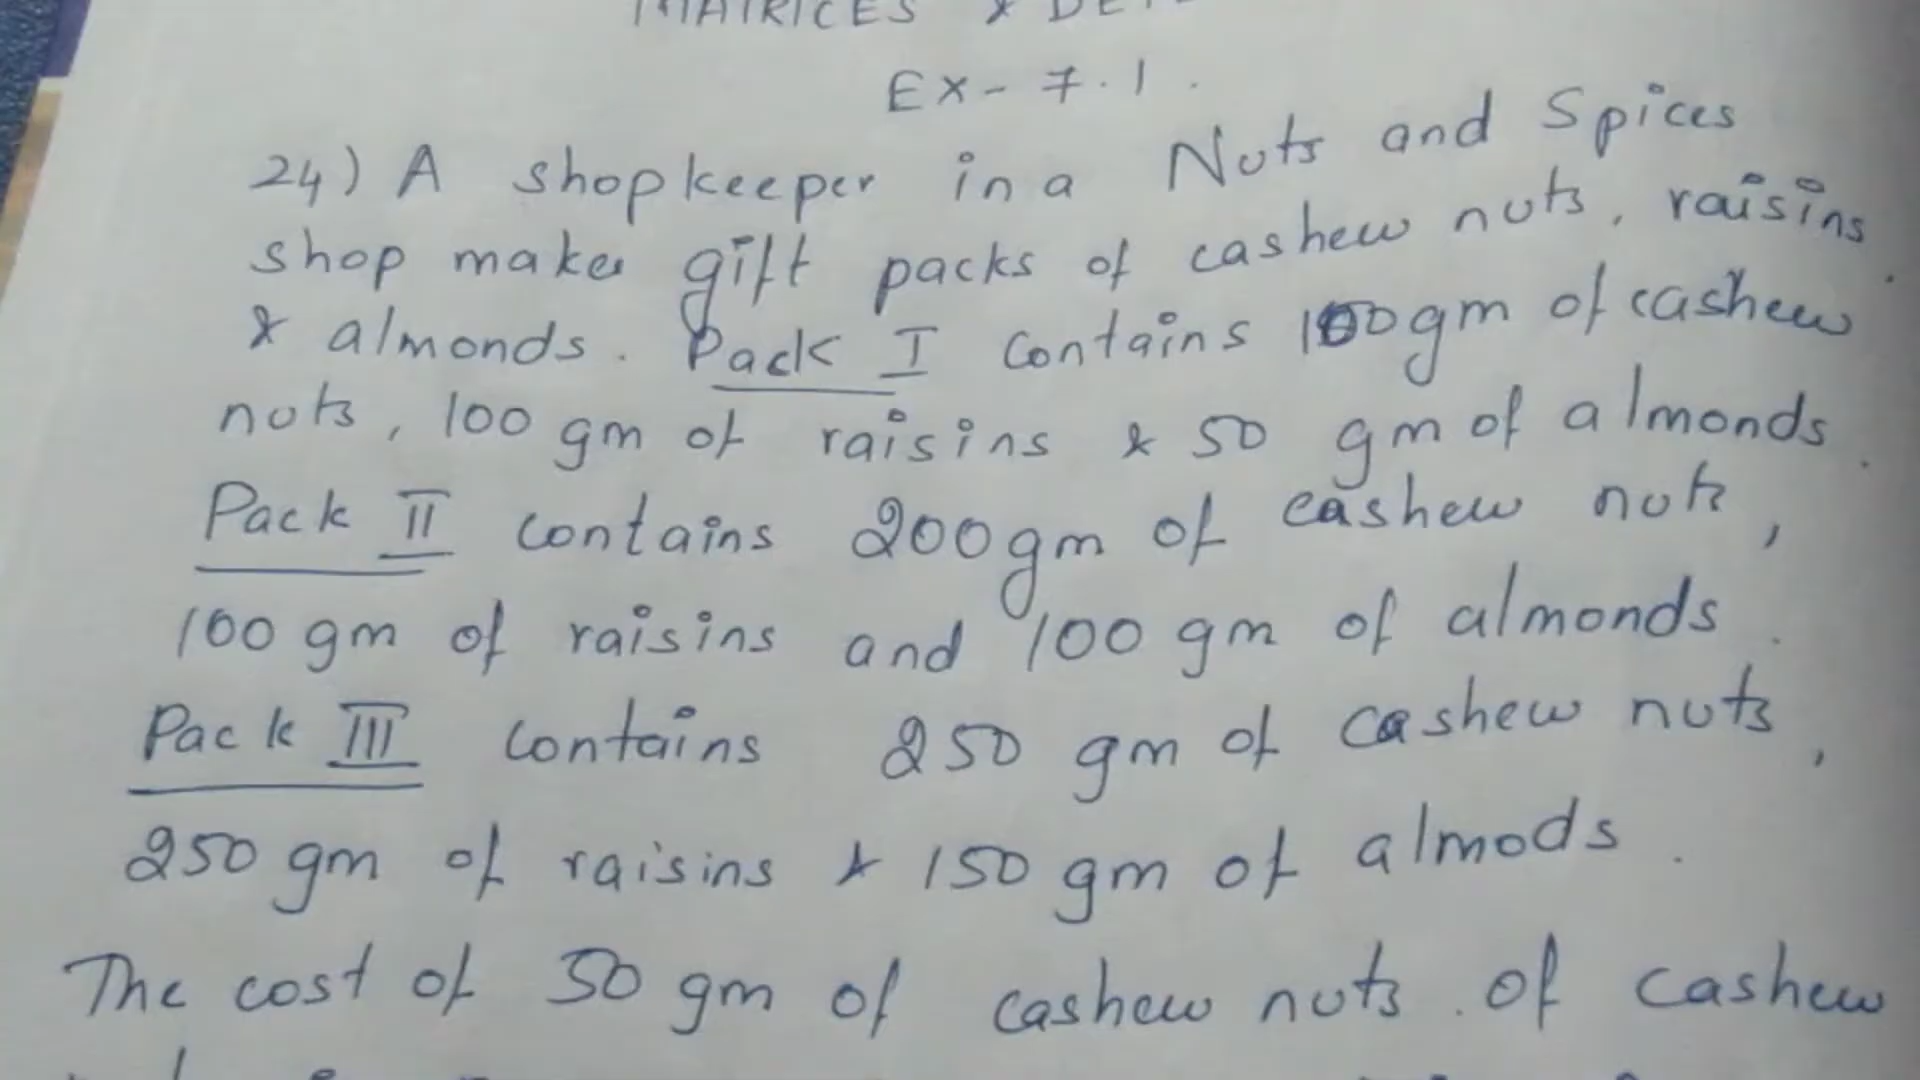 MATRICES & DET
Ex- 7.1.
24) A shopkeeper in a Nuts and Spices
shop makes gift packs of cashew nuts, raisins
& almonds. Pack I contains 100gm of cashew
nuts, 100 gm of raisins & 50 gm of almonds.
Pack II contains 200gm of cashew nuts,
100 gm of raisins and 100 gm of almonds.
Pack III contains 250 gm of cashew nuts,
250 gm of raisins & 150 gm of almods.
The cost of 50 gm of cashew nuts. of cashew